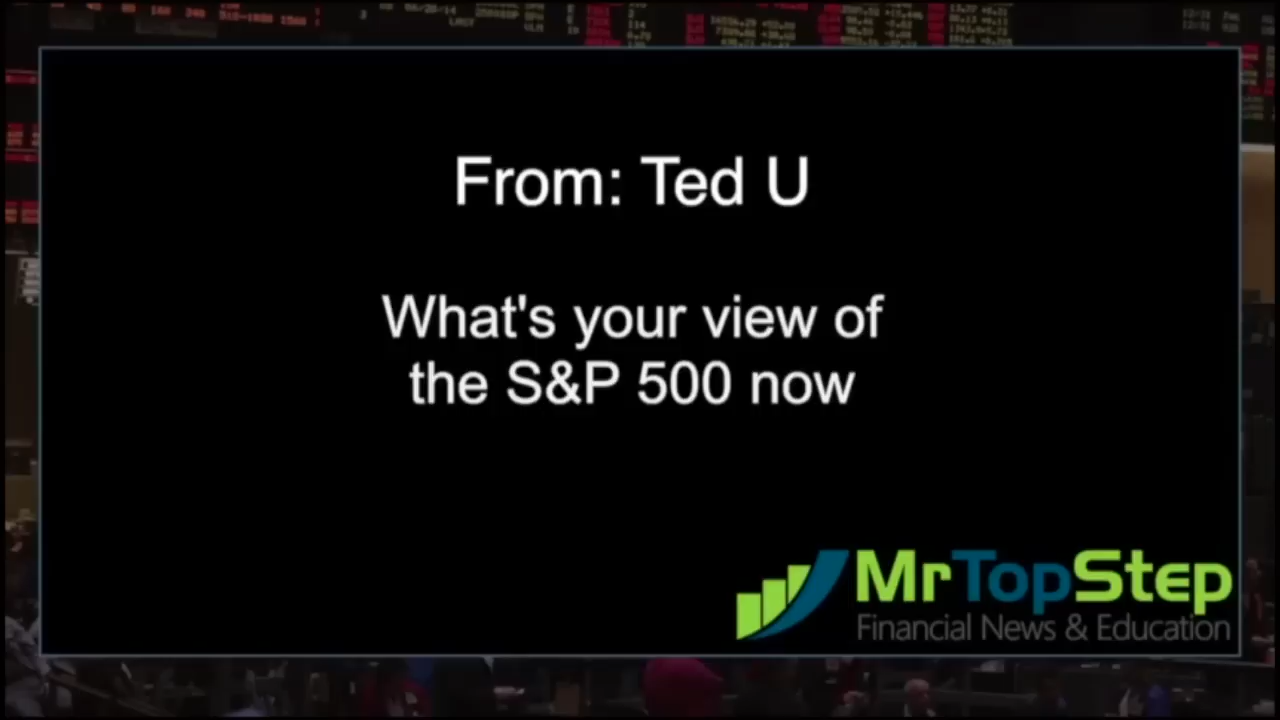 From: Ted U
What's your view of
the S&P 500 now
MrTopStep
Financial News & Education